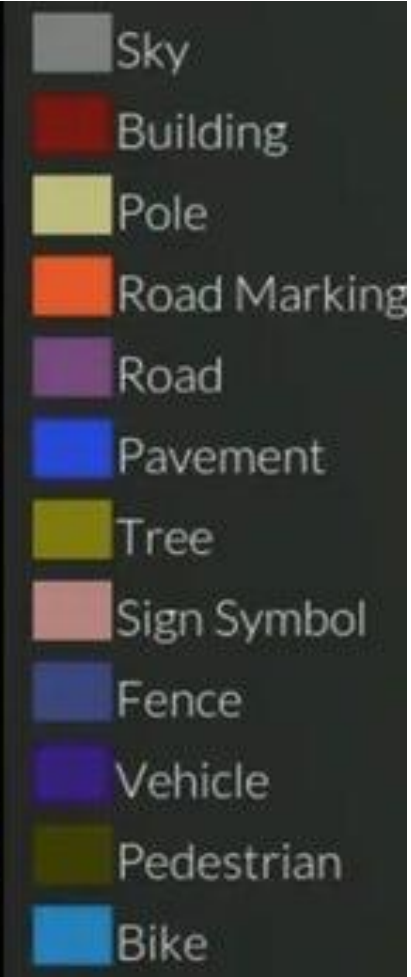 Sky
Building
Pole
Road Marking
Road
Pavement
Tree
Sign Symbol
Fence
Vehicle
Pedestrian
Bike